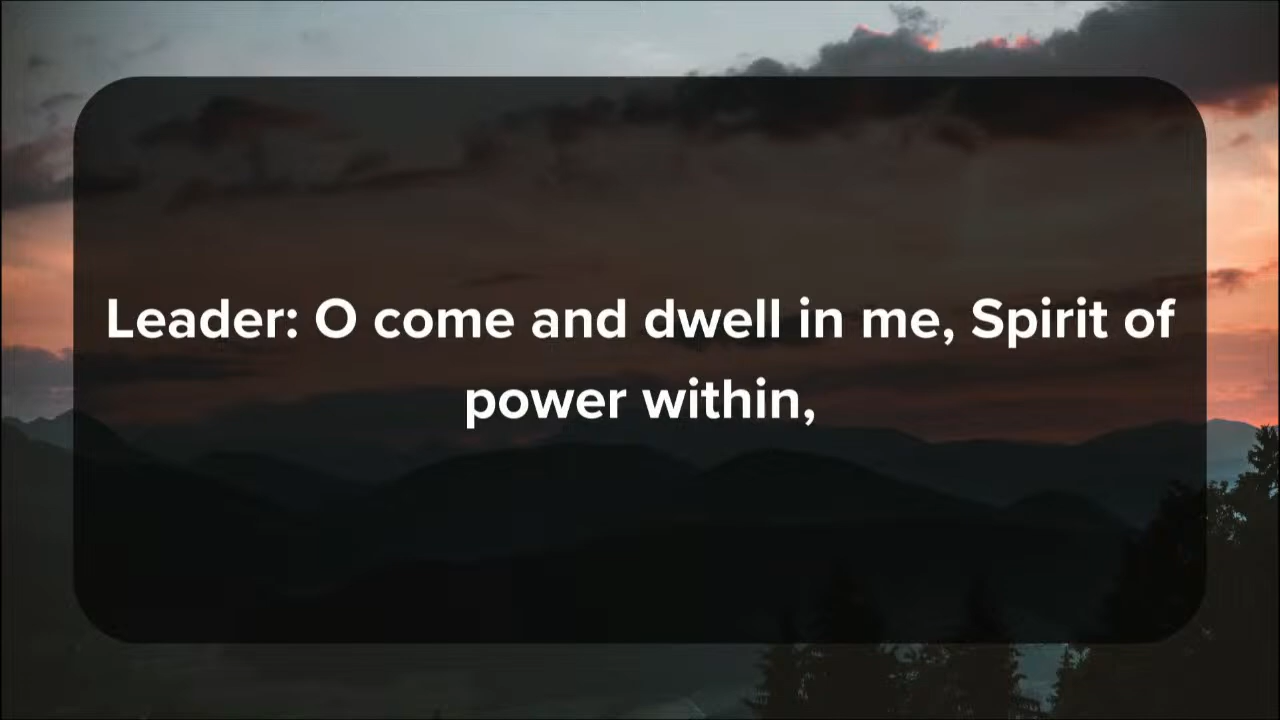 Leader: O come and dwell in me, Spirit of
power within,